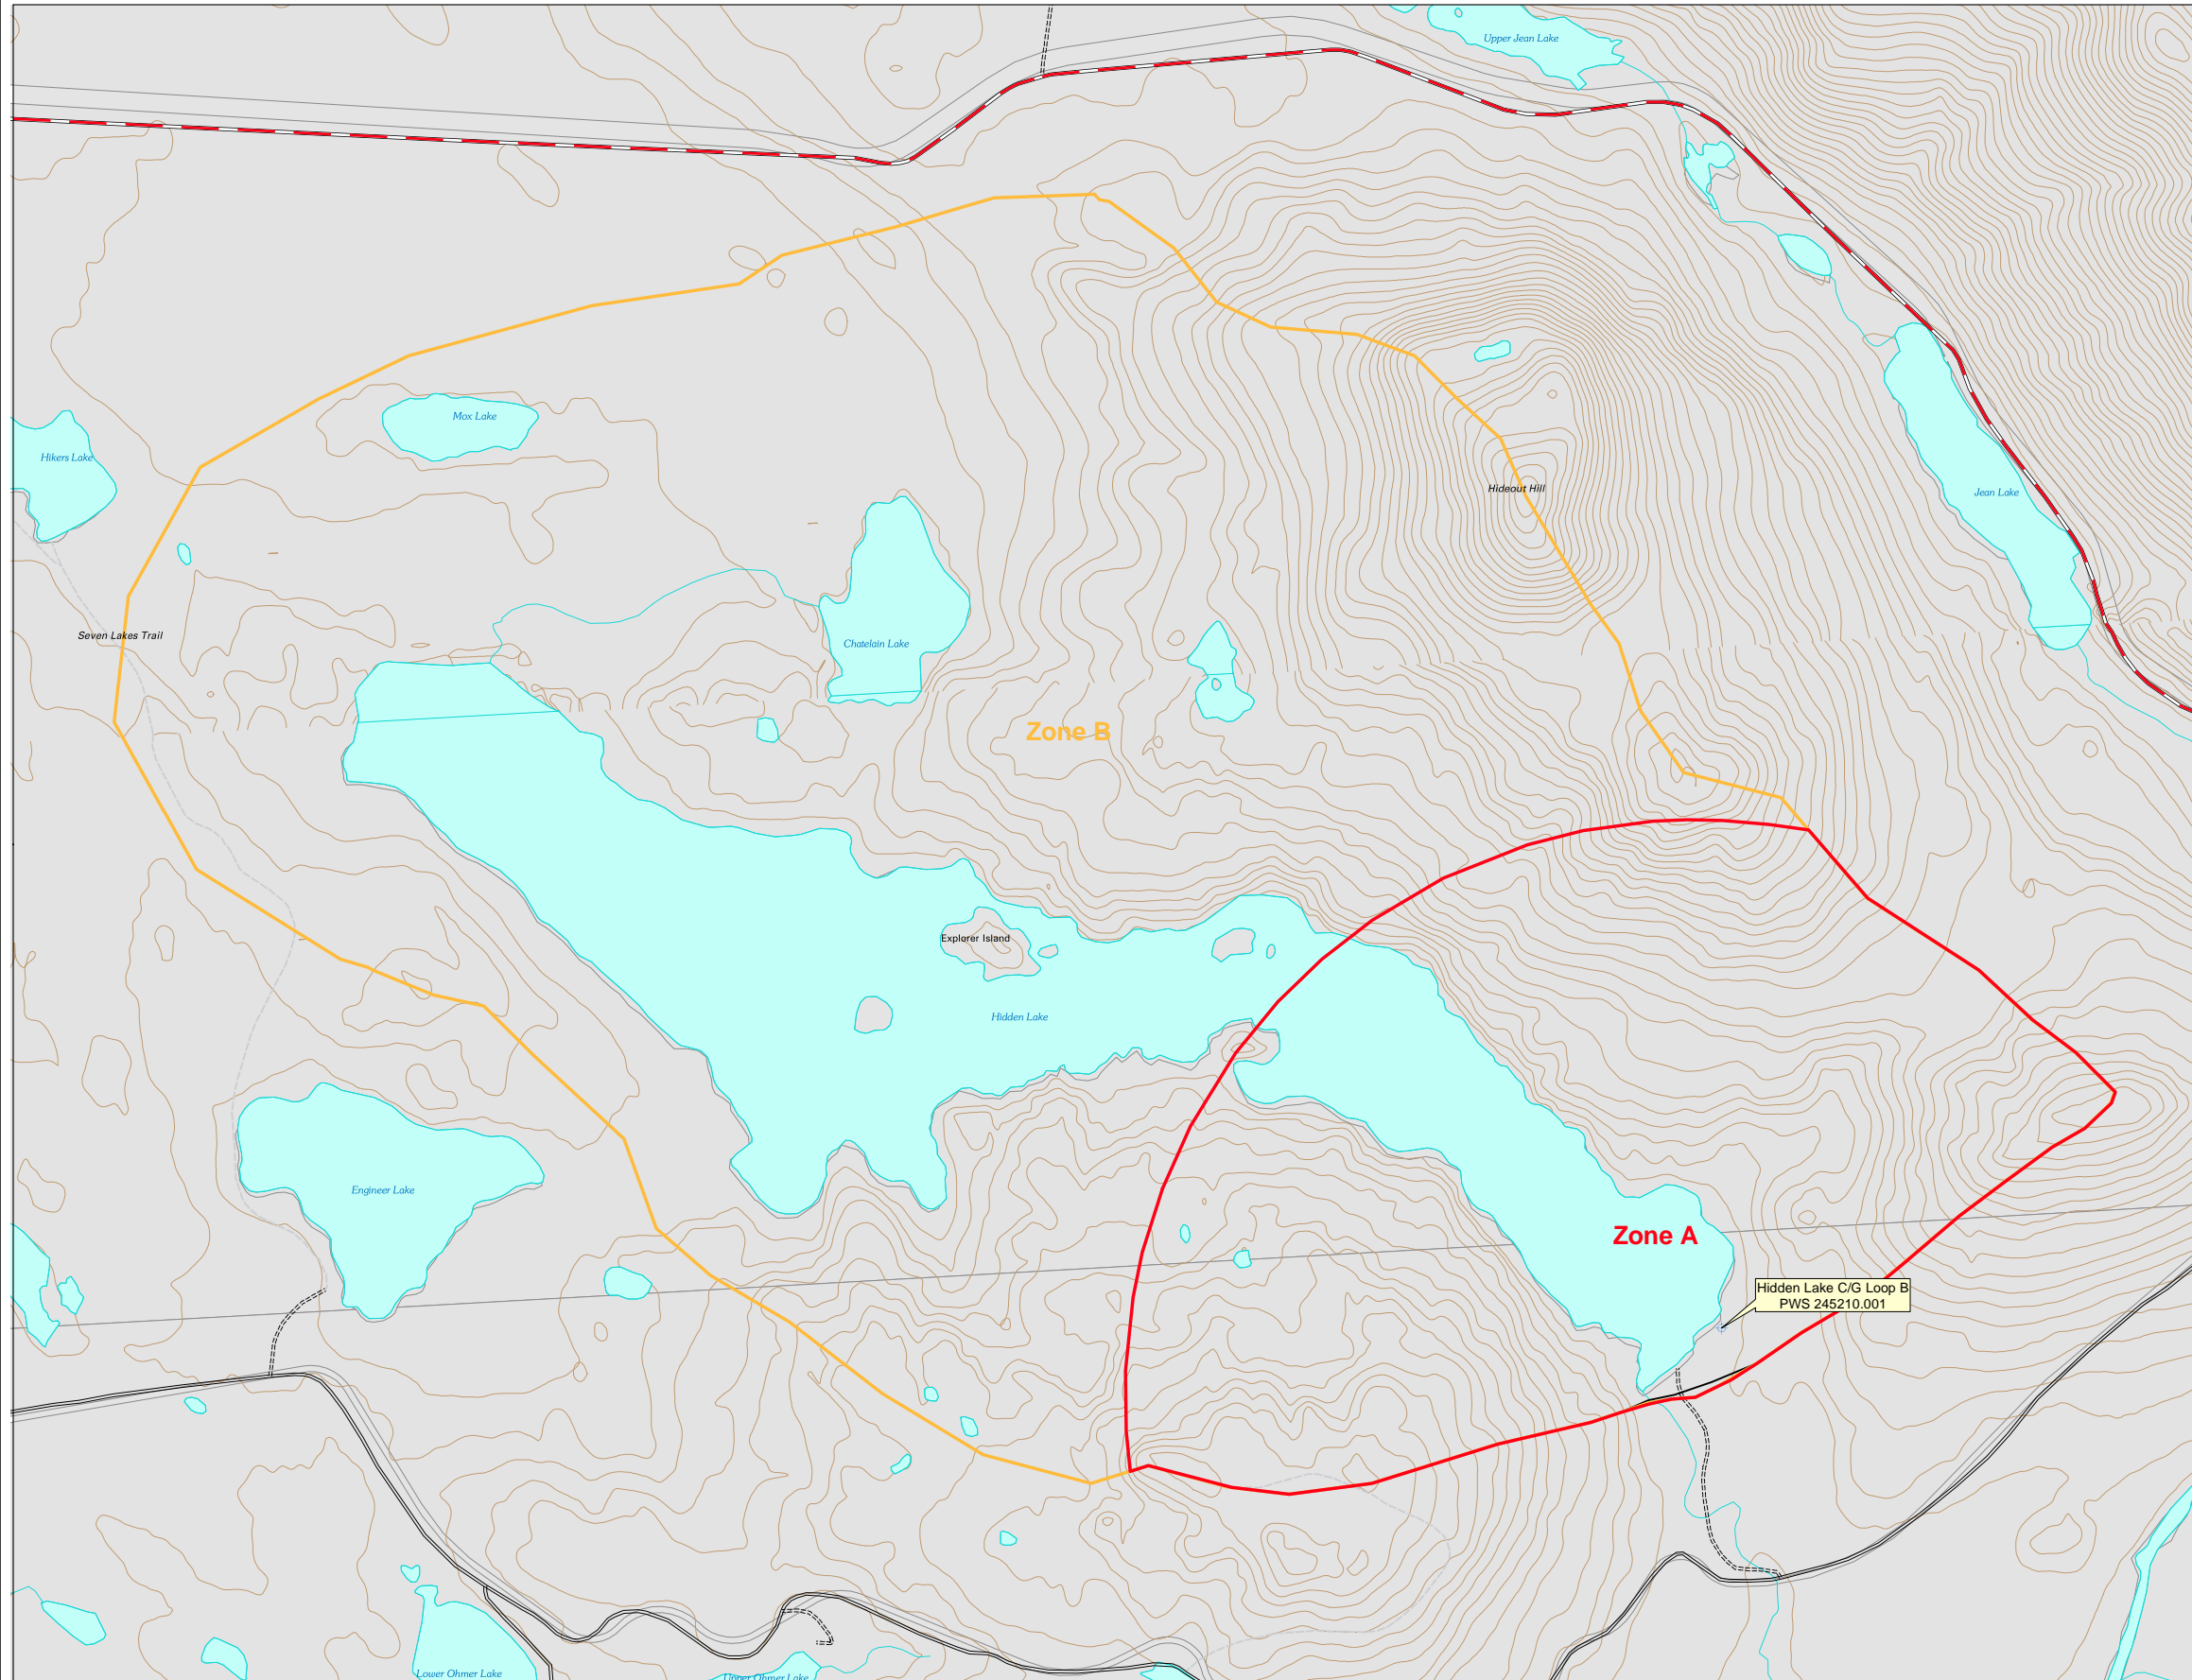 Upper Jean Lake
Mox Lake
Hikers Lake
Hideout Hill
Jean Lake
Seven Lakes Trail
Chatelain Lake
Zone B
Explorer Island
Hidden Lake
Engineer Lake
Zone A
Hidden Lake C/G Loop B
PWS 245210.001
Lower Ohmer Lake
Upper Ohmer Lake